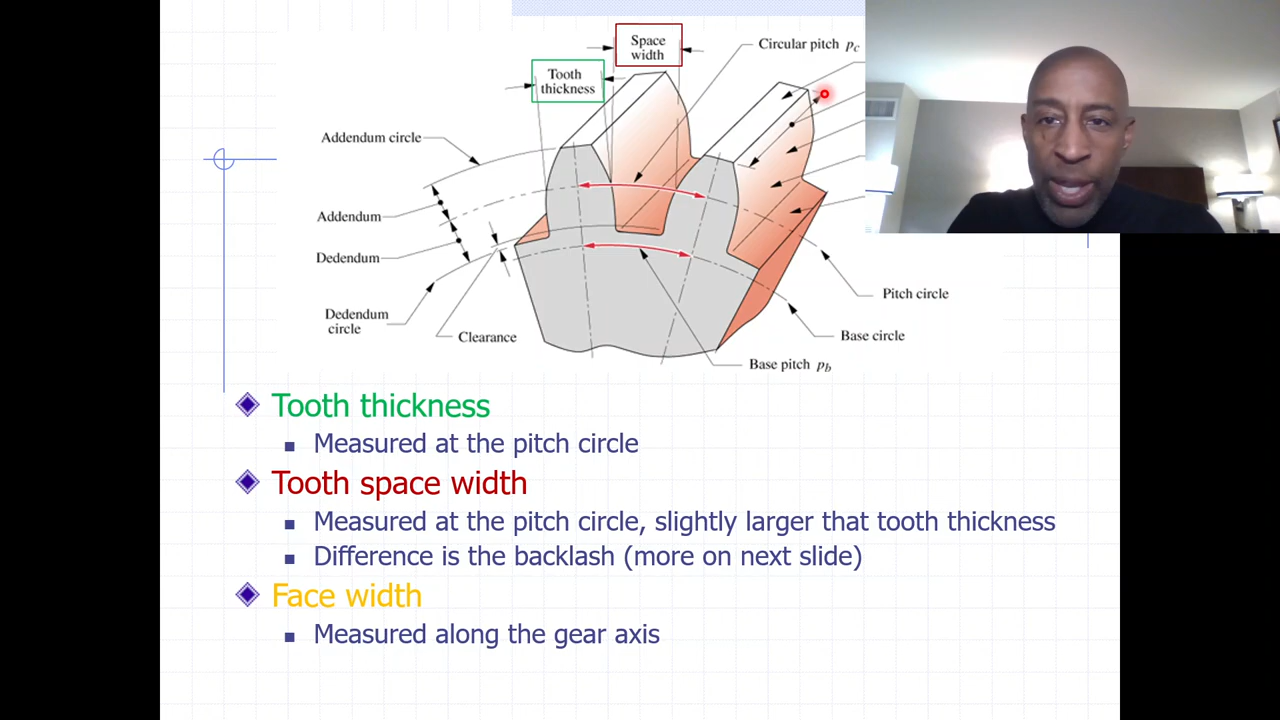 Space
width
Circular pitch pc
Tooth
thickness
Addendum circle
Addendum
Dedendum
Dedendum
circle
Clearance
Pitch circle
Base circle
Base pitch pb
Tooth thickness
Measured at the pitch circle
Tooth space width
Measured at the pitch circle, slightly larger that tooth thickness
Difference is the backlash (more on next slide)
Face width
Measured along the gear axis